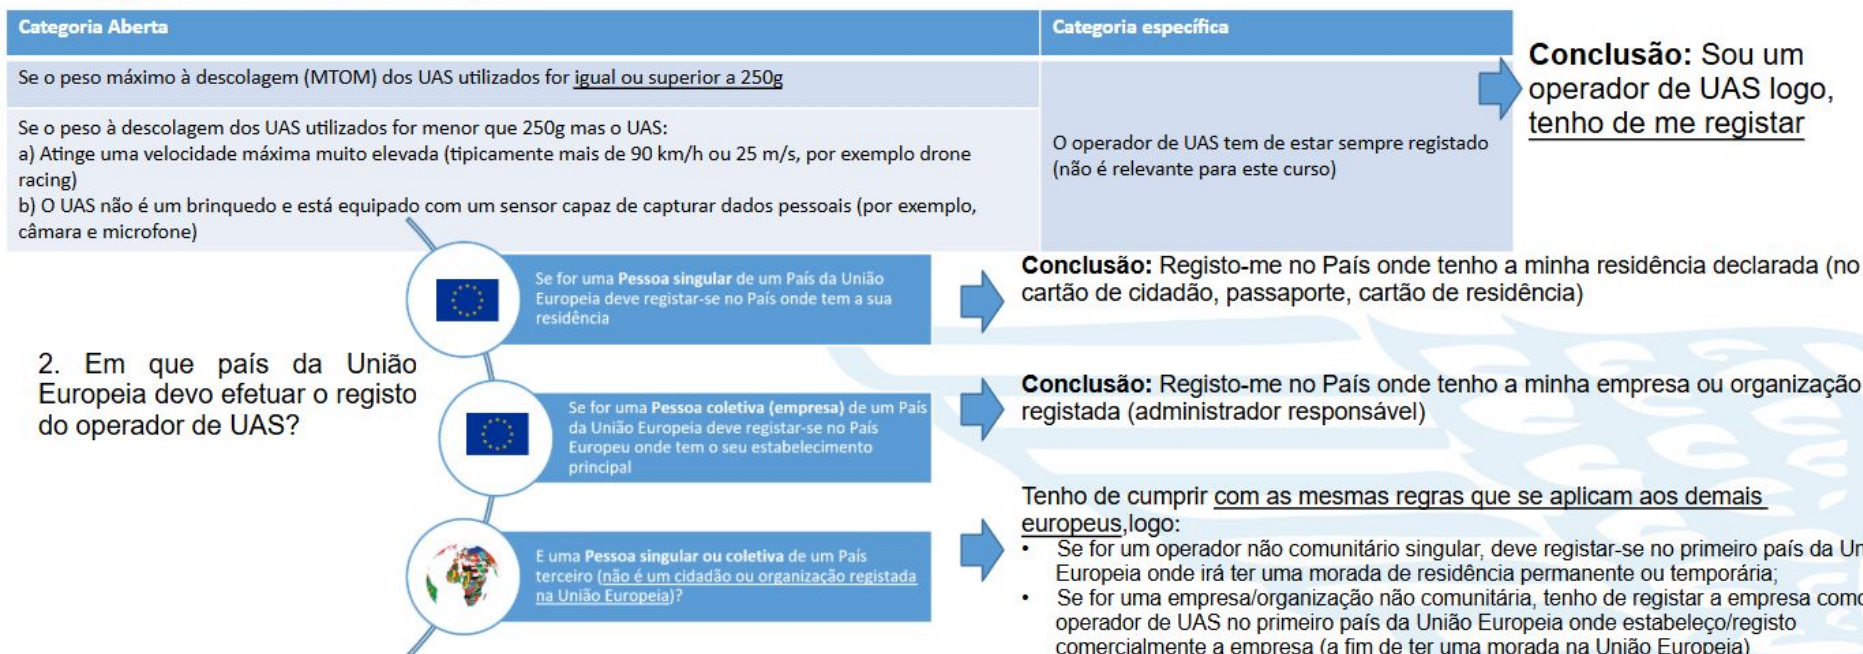 Categoria Aberta
Categoria específica
Se o peso máximo à descolagem (MTOM) dos UAS utilizados for igual ou superior a 250g
Se o peso à descolagem dos UAS utilizados for menor que 250g mas o UAS:
a) Atinge uma velocidade máxima muito elevada (tipicamente mais de 90 km/h ou 25 m/s, por exemplo drone
racing)
b) O UAS não é um brinquedo e está equipado com um sensor capaz de capturar dados pessoais (por exemplo,
câmara e microfone)
O operador de UAS tem de estar sempre registado
(não é relevante para este curso)
Conclusão: Sou um
operador de UAS logo,
tenho de me registar
2. Em que país da União
Europeia devo efetuar o registo
do operador de UAS?
Se for uma Pessoa singular de um País da União
Europeia deve registar-se no País onde tem a sua
residência
Conclusão: Registo-me no País onde tenho a minha residência declarada (no
cartão de cidadão, passaporte, cartão de residência)
Se for uma Pessoa coletiva (empresa) de um País
da União Europeia deve registar-se no País
Europeu onde tem o seu estabelecimento
principal
Conclusão: Registo-me no País onde tenho a minha empresa ou organização
registada (administrador responsável)
E uma Pessoa singular ou coletiva de um País
terceiro (não é um cidadão ou organização registada
na União Europeia)?
Tenho de cumprir com as mesmas regras que se aplicam aos demais
europeus,logo:
• Se for um operador não comunitário singular, deve registar-se no primeiro país da
Europeia onde irá ter uma morada de residência permanente ou temporária;
• Se for uma empresa/organização não comunitária, tenho de registar a empresa como
operador de UAS no primeiro país da União Europeia onde estabeleço/registo
comercialmente a empresa (a fim de ter uma morada na União Europeia)